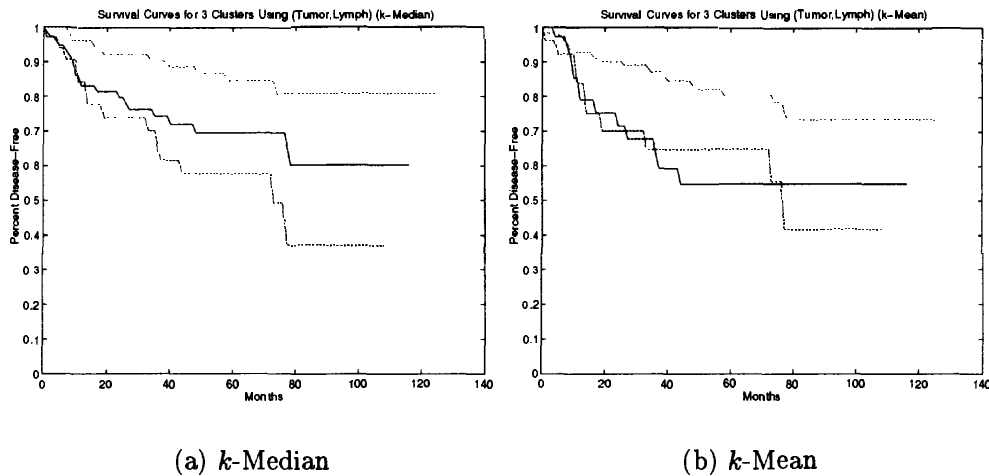 Survival Curves for 3 Clusters Using (Tumor,Lymph) (k-Median)
Percent Disease-Free
1
0.9
0.8
0.7
0.6
0.5
0.4
0.3
0.2
0.1
0
0 20 40 60 80 100 120 140
Months
(a) k-Median
Survival Curves for 3 Clusters Using (Tumor,Lymph) (k-Mean)
Percent Disease-Free
1
0.9
0.8
0.7
0.6
0.5
0.4
0.3
0.2
0.1
0
0 20 40 60 80 100 120 140
Months
(b) k-Mean